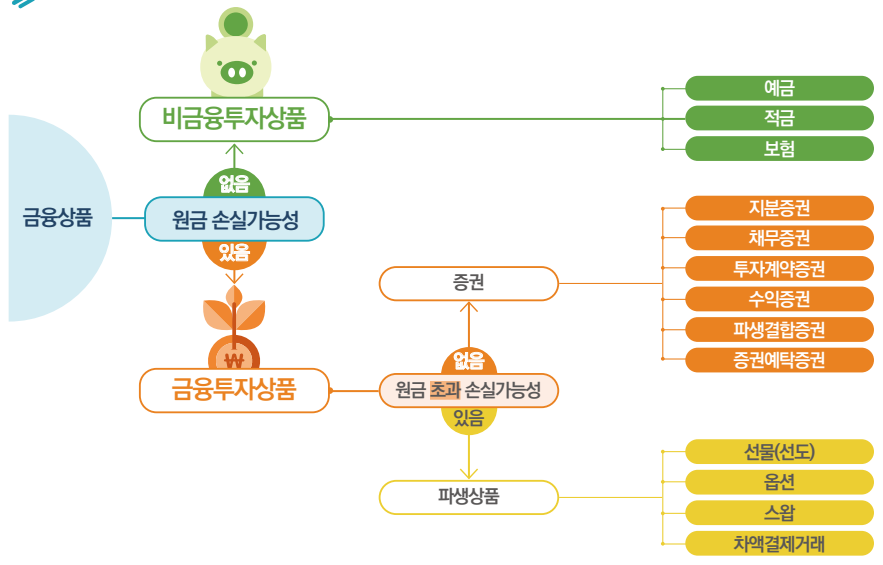 금융상품
원금 손실가능성
없음
비금융투자상품
예금
적금
보험
있음
₩
금융투자상품
원금 초과 손실가능성
없음
증권
지분증권
채무증권
투자계약증권
수익증권
파생결합증권
증권예탁증권
있음
파생상품
선물(선도)
옵션
스왑
차액결제거래